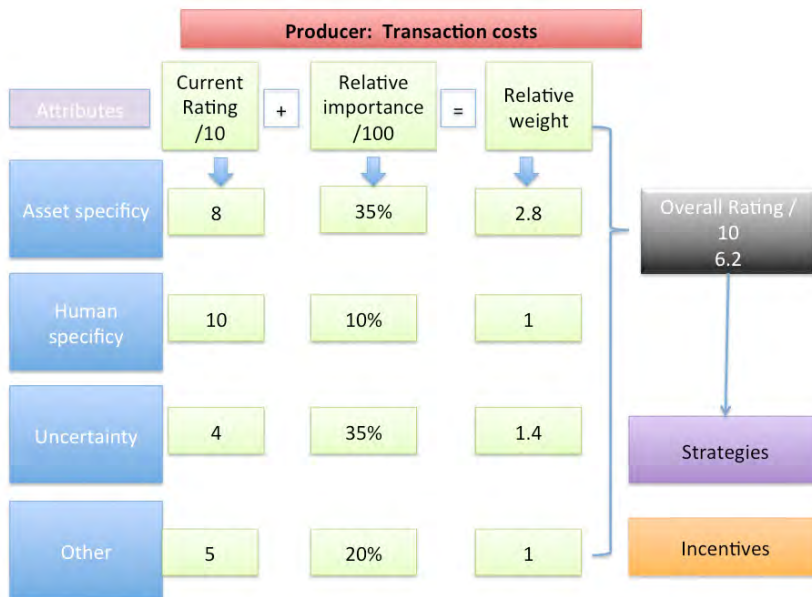 Producer: Transaction costs
Attributes
Current
Rating
/10
+
Relative
importance
/100
=
Relative
weight
Asset specificy
8
35%
2.8
Overall Rating /
10
6.2
Human
specificy
10
10%
1
Uncertainty
4
35%
1.4
Strategies
Other
5
20%
1
Incentives